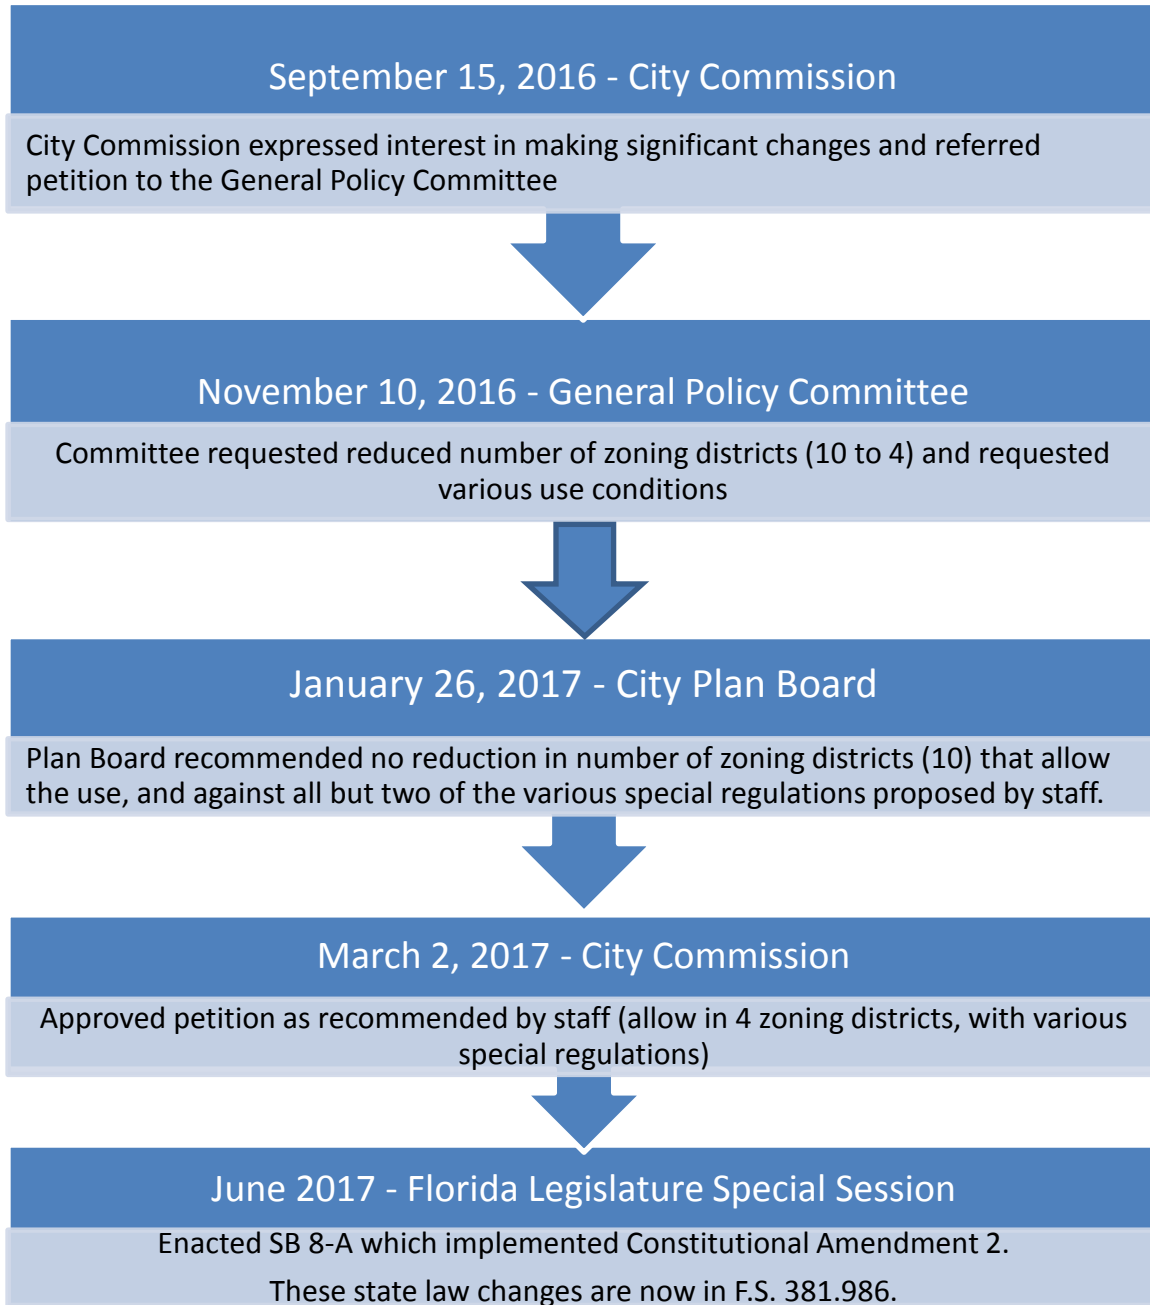 September 15, 2016 - City Commission
City Commission expressed interest in making significant changes and referred
petition to the General Policy Committee
November 10, 2016 - General Policy Committee
Committee requested reduced number of zoning districts (10 to 4) and requested
various use conditions
January 26, 2017 - City Plan Board
Plan Board recommended no reduction in number of zoning districts (10) that allow
the use, and against all but two of the various special regulations proposed by staff.
March 2, 2017 - City Commission
Approved petition as recommended by staff (allow in 4 zoning districts, with various
special regulations)
June 2017 - Florida Legislature Special Session
Enacted SB 8-A which implemented Constitutional Amendment 2.
These state law changes are now in F.S. 381.986.